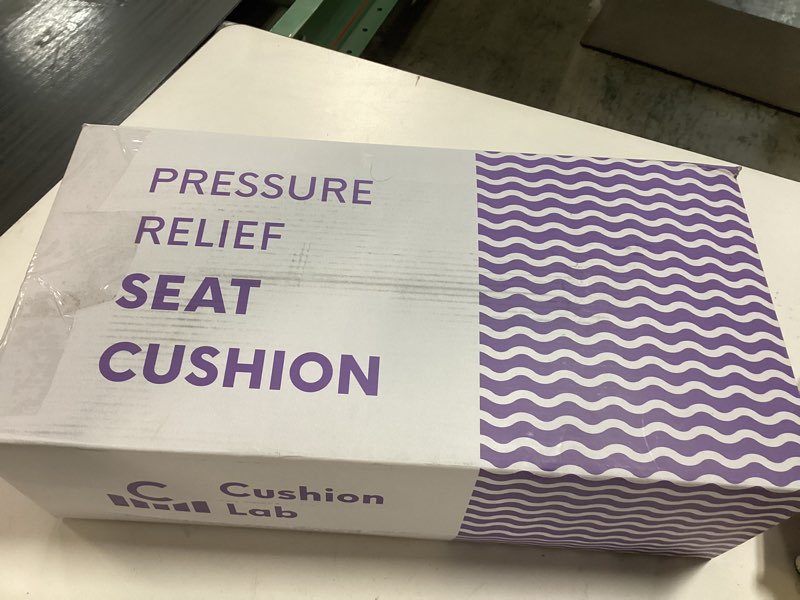 PRESSURE
RELIEF
SEAT
CUSHION
C
Cushion
Lab